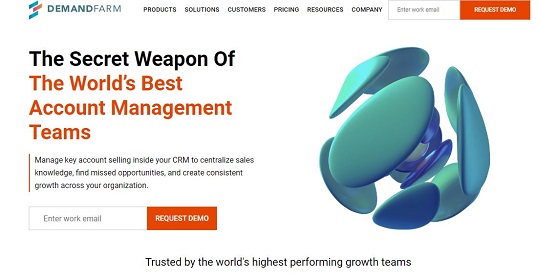 DEMANDFARM
PRODUCTS SOLUTIONS CUSTOMERS PRICING RESOURCES COMPANY Enter work email REQUEST DEMO
The Secret Weapon Of
The World's Best
Account Management
Teams
Manage key account selling inside your CRM to centralize sales
knowledge, find missed opportunities, and create consistent
growth across your organization.
Enter work email REQUEST DEMO
Trusted by the world's highest performing growth teams